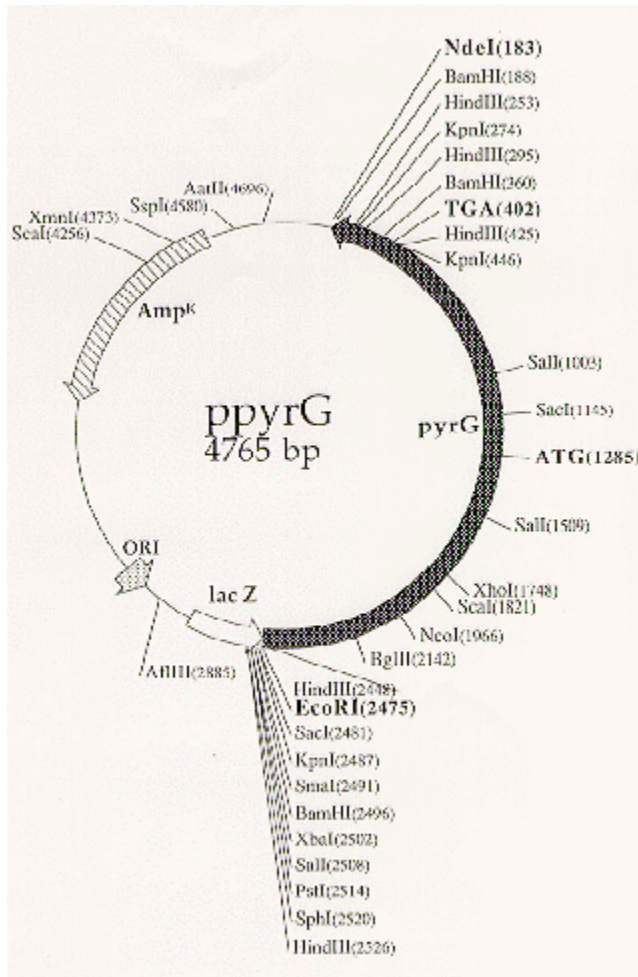 NdeI(183)
BamHI(188)
HindIII(253)
KpnI(274)
HindIII(295)
BamHI(360)
TGA(402)
HindIII(425)
KpnI(446)
AatII(4696)
SspI(4580)
XmnI(4373)
ScaI(4256)
Ampᴿ
SalI(1003)
SacI(1145)
ppyrG
4765 bp
pyrG
ATG(1285)
SalI(1509)
ORI
XhoI(1748)
ScaI(1821)
lac Z
NcoI(1966)
BglII(2142)
AflIII(2885)
HindIII(2448)
EcoRI(2475)
SacI(2481)
KpnI(2487)
SmaI(2491)
BamHI(2496)
XbaI(2502)
SalI(2508)
PstI(2514)
SphI(2520)
HindIII(2526)